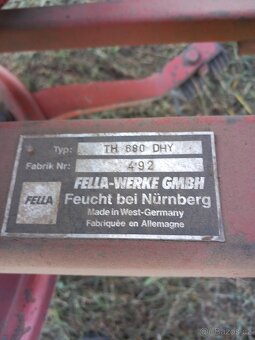 Typ: TH 680 DHY
Fabrik Nr: 492
FELLA-WERKE GMBH
FELLA
Feucht bei Nürnberg
Made in West-Germany
Fabriquée en Allemagne